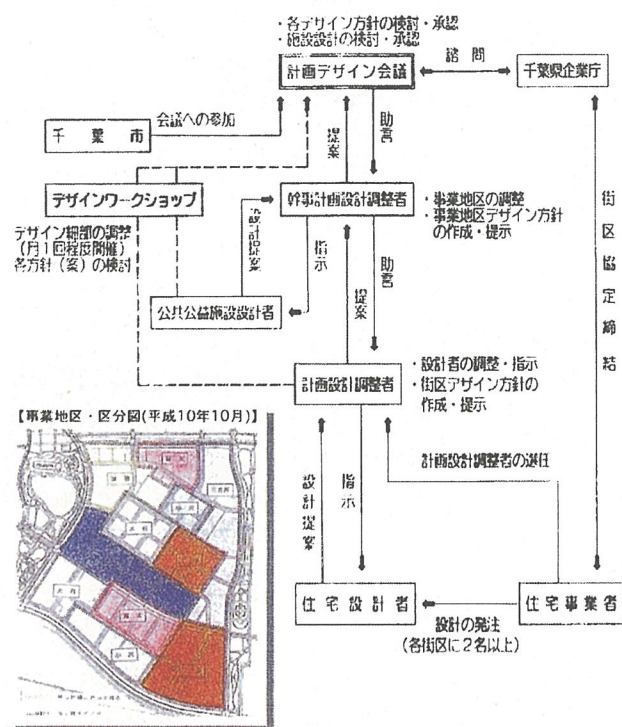 ・各デザイン方針の検討・承認
・施設設計の検討・承認
計画デザイン会議
諮問
千葉県企業庁
会議への参加
千葉市
提案
助言
デザインワークショップ
幹事計画設計調整者
・事業地区の調整
・事業地区デザイン方針
の作成・提示
街区協定締結
デザイン細部の調整
(月1回程度開催)
各方針(案)の検討
設計提案
指示
提案
助言
公共公益施設設計者
計画設計調整者
・設計者の調整・指示
・街区デザイン方針の
作成・提示
【事業地区・区分図(平成10年10月)】
計画設計調整者の選任
設計提案
指示
住宅設計者
住宅事業者
設計の発注
(各街区に2名以上)